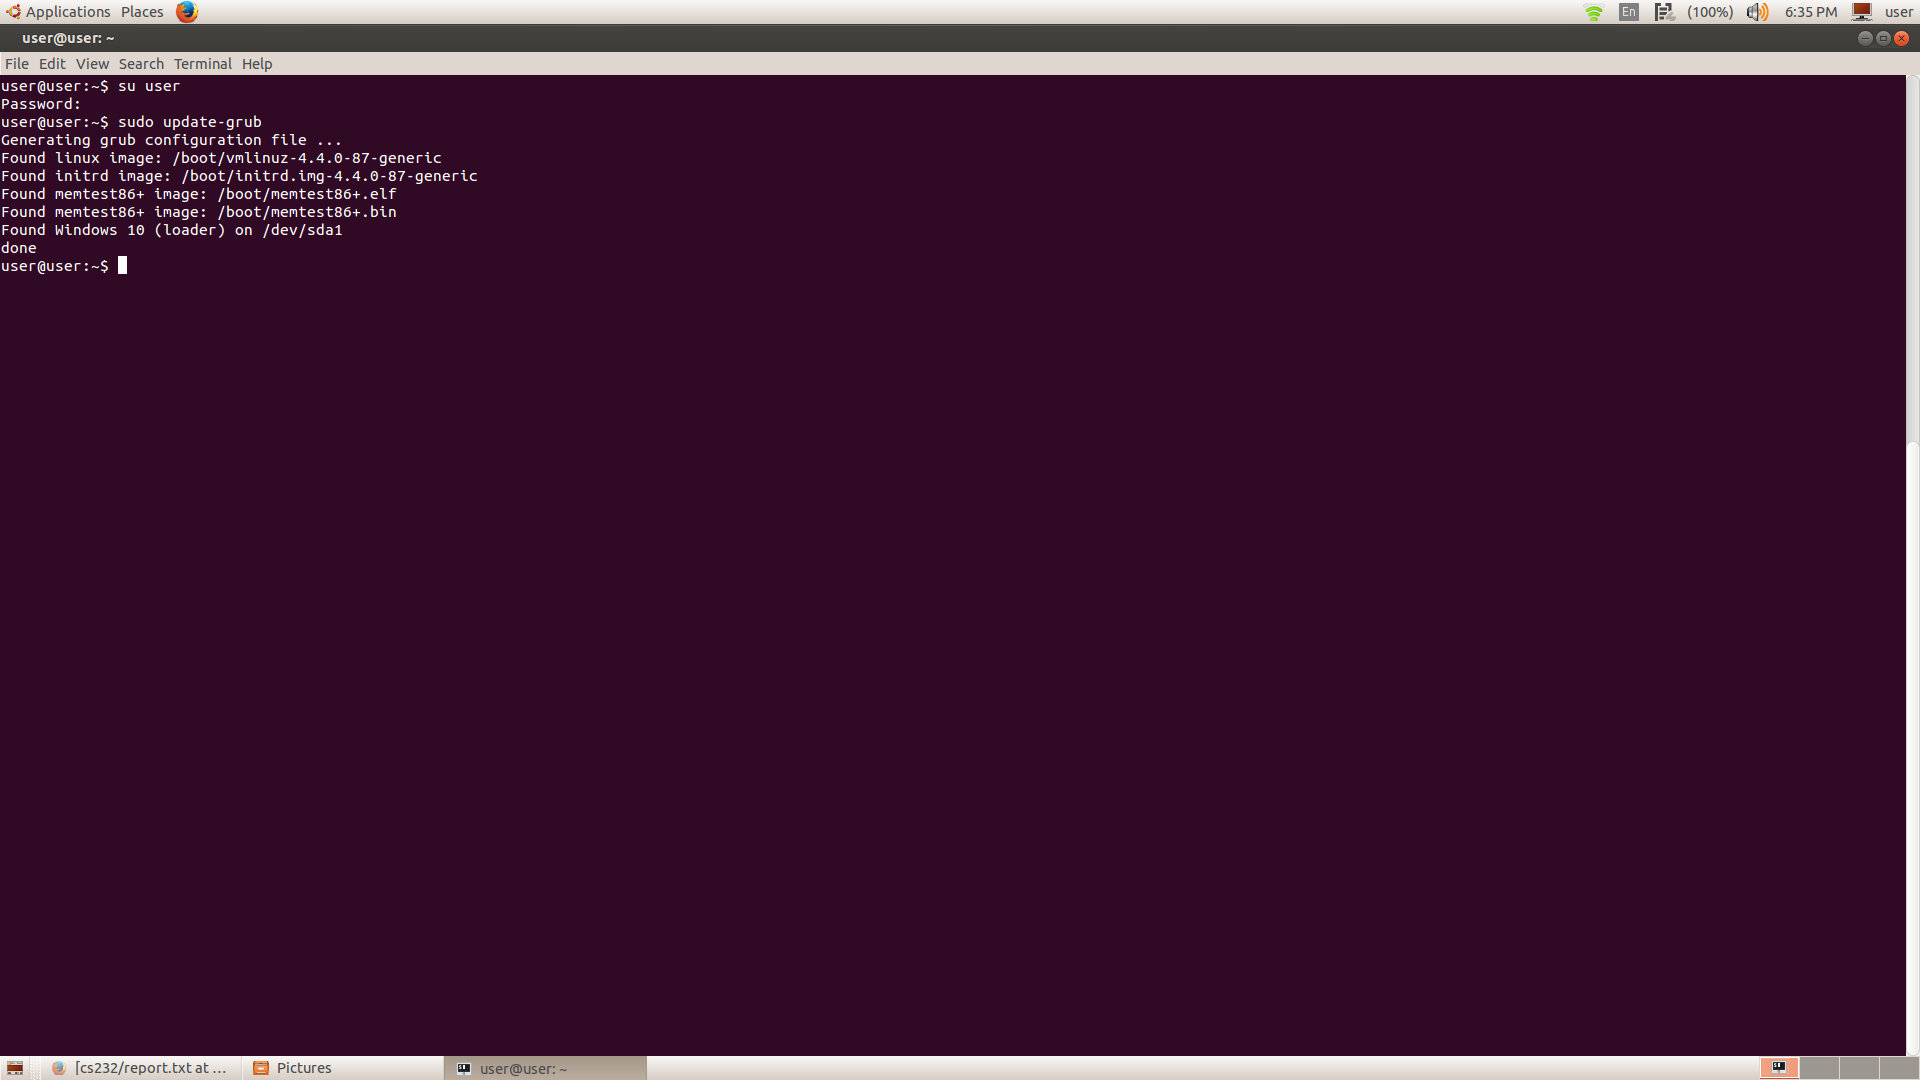 Applications Places En (100%) 6:35 PM user
user@user: ~
File Edit View Search Terminal Help
user@user:~$ su user
Password:
user@user:~$ sudo update-grub
Generating grub configuration file ...
Found linux image: /boot/vmlinuz-4.4.0-87-generic
Found initrd image: /boot/initrd.img-4.4.0-87-generic
Found memtest86+ image: /boot/memtest86+.elf
Found memtest86+ image: /boot/memtest86+.bin
Found Windows 10 (loader) on /dev/sda1
done
user@user:~$
[cs232/report.txt at ... Pictures user@user: ~